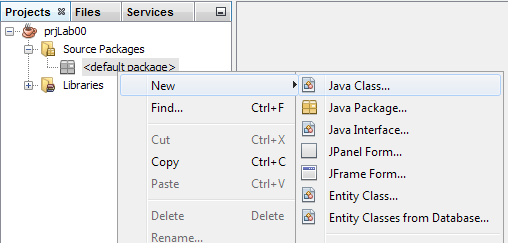 Projects x Files Services
prjLab00
Source Packages
<default package>
Libraries
New
Find... Ctrl+F
Cut Ctrl+X
Copy Ctrl+C
Paste Ctrl+V
Delete Delete
Rename...
Java Class...
Java Package...
Java Interface...
JPanel Form...
JFrame Form...
Entity Class...
Entity Classes from Database...